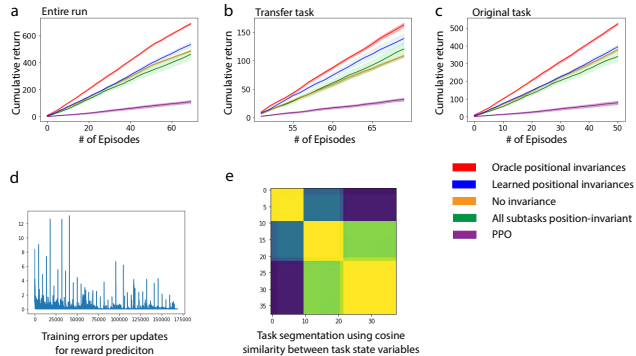 a Entire run
b Transfer task
c Original task
Cumulative return
600
400
200
0
0 20 40 60
# of Episodes
Cumulative return
150
100
50
0
55 60 65
# of Episodes
Cumulative return
500
400
300
200
100
0
0 10 20 30 40 50
# of Episodes
Oracle positional invariances
Learned positional invariances
No invariance
All subtasks position-invariant
PPO
d
12
10
8
6
4
2
0
0 25000 50000 75000 100000 125000 150000 175000
Training errors per updates
for reward prediciton
e
0
5
10
15
20
25
30
35
0 10 20 30
Task segmentation using cosine
similarity between task state variables